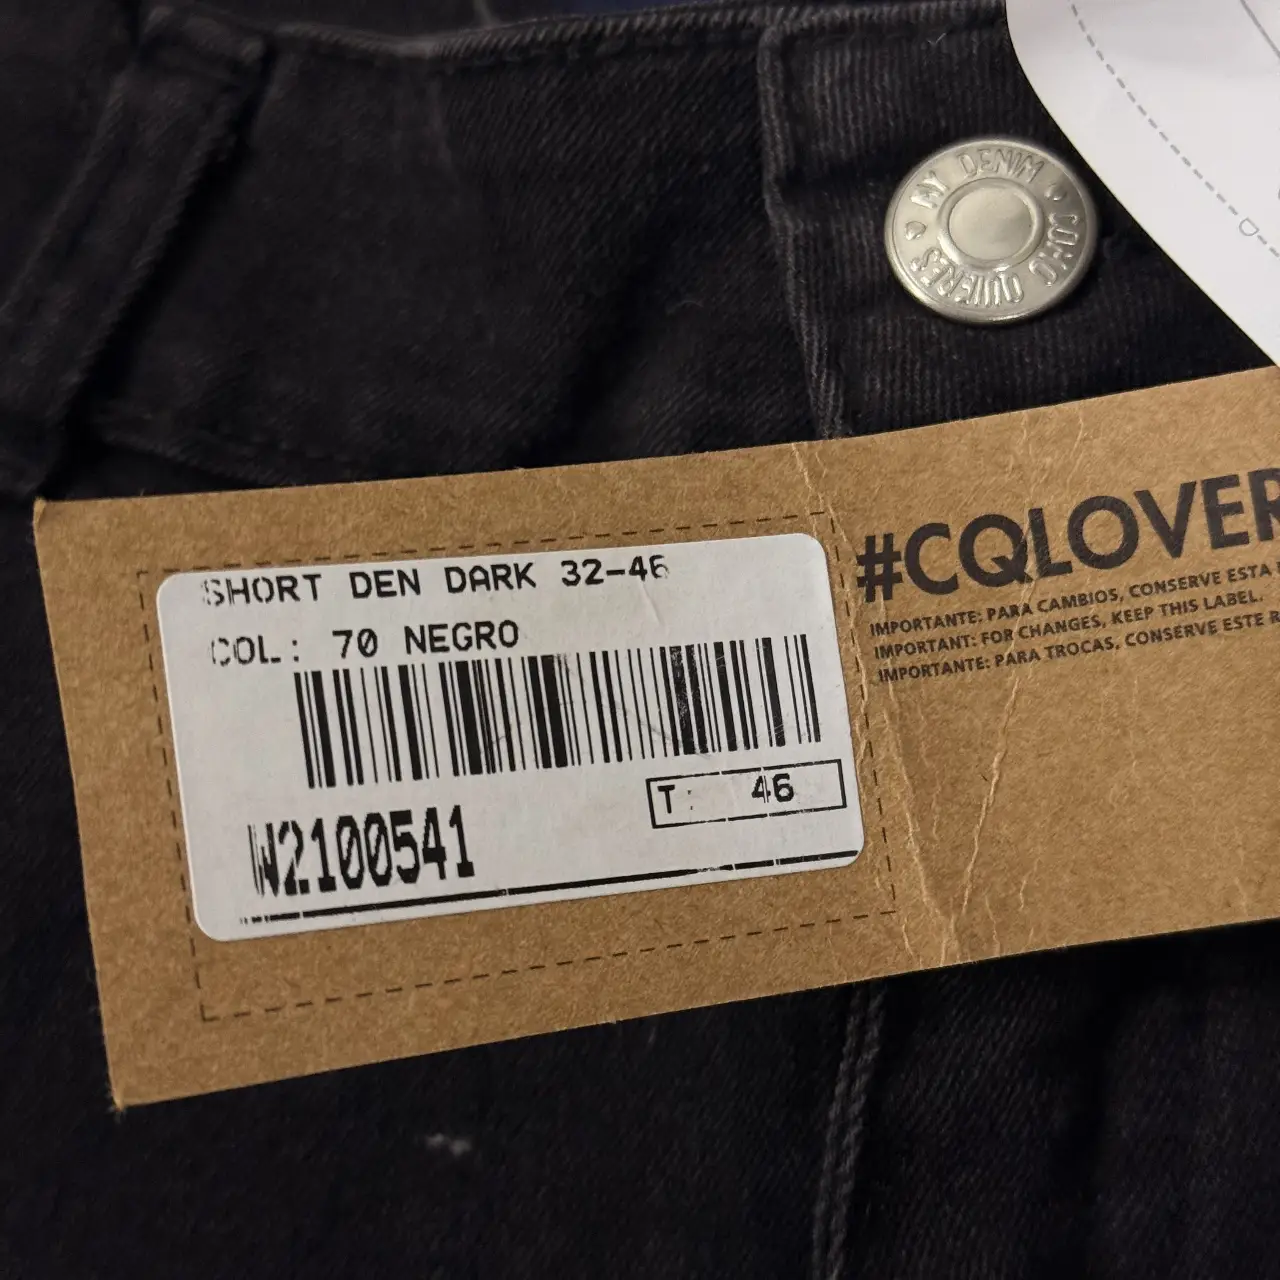 MY DENIM
COMO QUIERES
SHORT DEN DARK 32-46
COL: 70 NEGRO
T: 46
W2100541
#CQLOVER
IMPORTANTE: PARA CAMBIOS, CONSERVE ESTA
IMPORTANT: FOR CHANGES, KEEP THIS LABEL.
IMPORTANTE: PARA TROCAS, CONSERVE ESTE